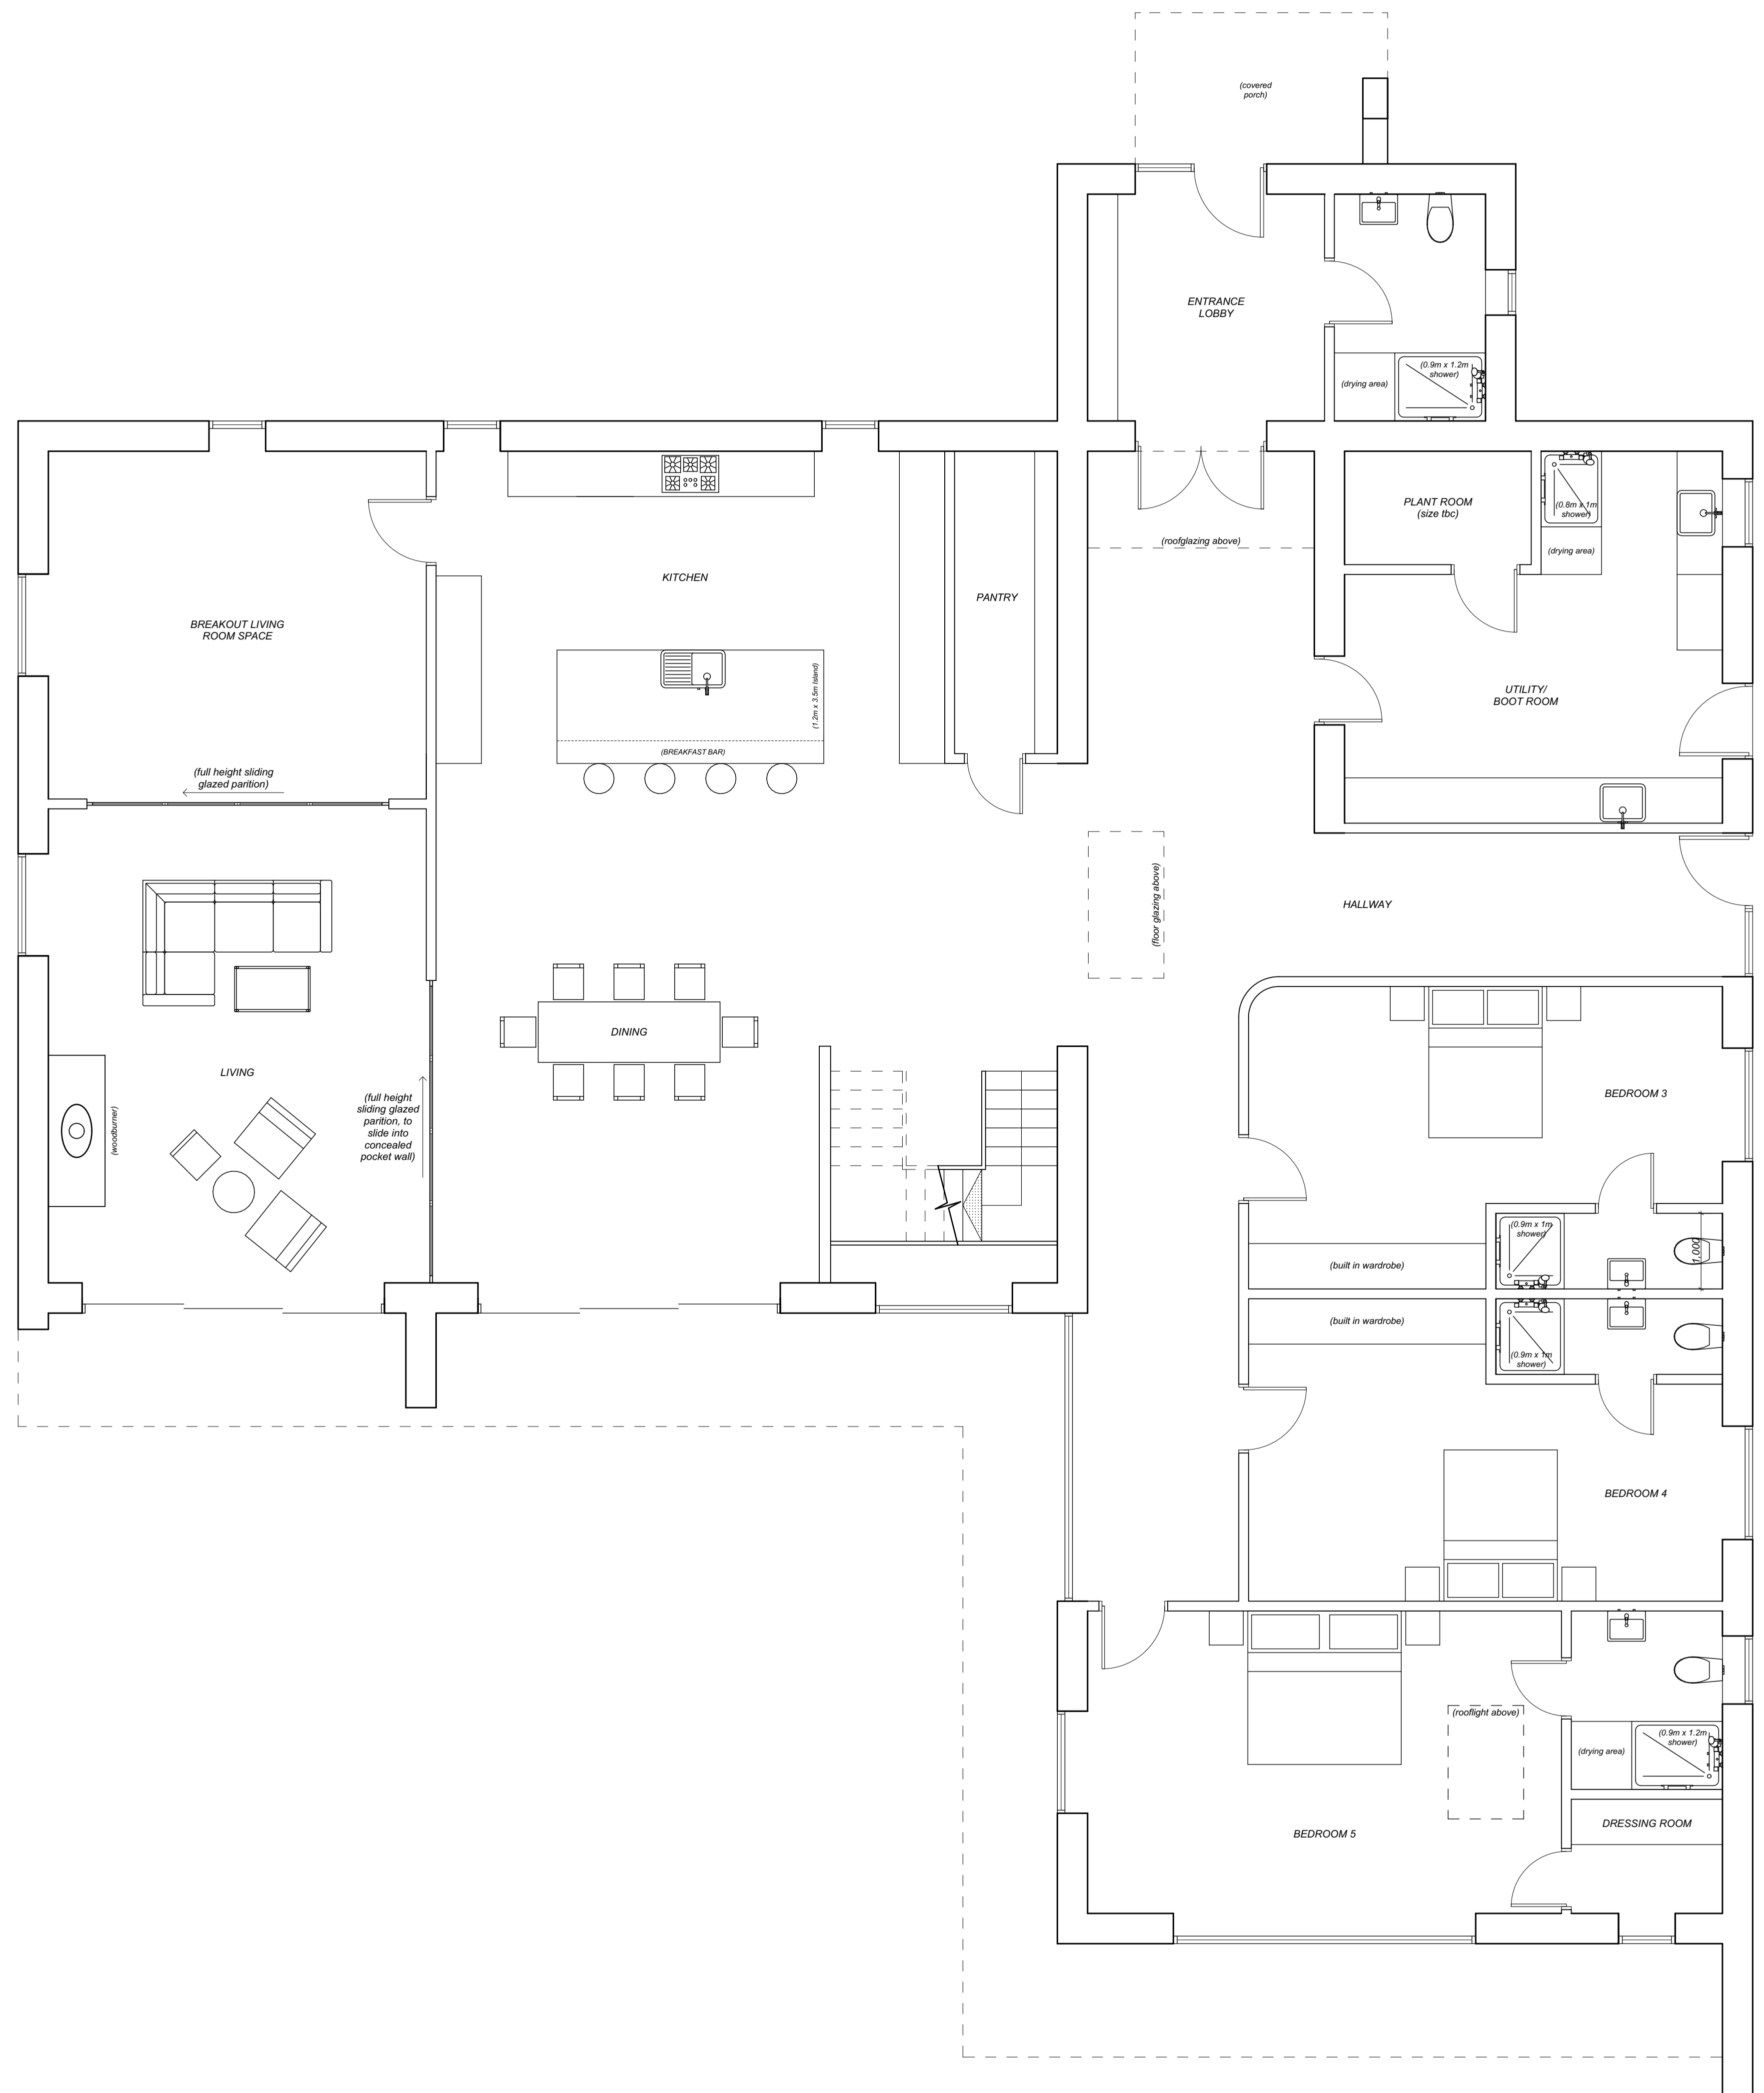 (covered
porch)
ENTRANCE
LOBBY
(0.9m x 1.2m
shower)
(drying area)
PLANT ROOM
(size tbc)
(0.8m x 1m
shower)
(drying area)
(roofglazing above)
KITCHEN
PANTRY
BREAKOUT LIVING
ROOM SPACE
(1.2m x 3.5m Island)
(BREAKFAST BAR)
UTILITY/
BOOT ROOM
(full height sliding
glazed parition)
(floor glazing above)
HALLWAY
DINING
LIVING
(woodburner)
(full height
sliding glazed
parition, to
slide into
concealed
pocket wall)
BEDROOM 3
(0.9m x 1m
shower)
1,000
(built in wardrobe)
(built in wardrobe)
(0.9m x 1m
shower)
BEDROOM 4
(rooflight above)
(0.9m x 1.2m
shower)
(drying area)
DRESSING ROOM
BEDROOM 5